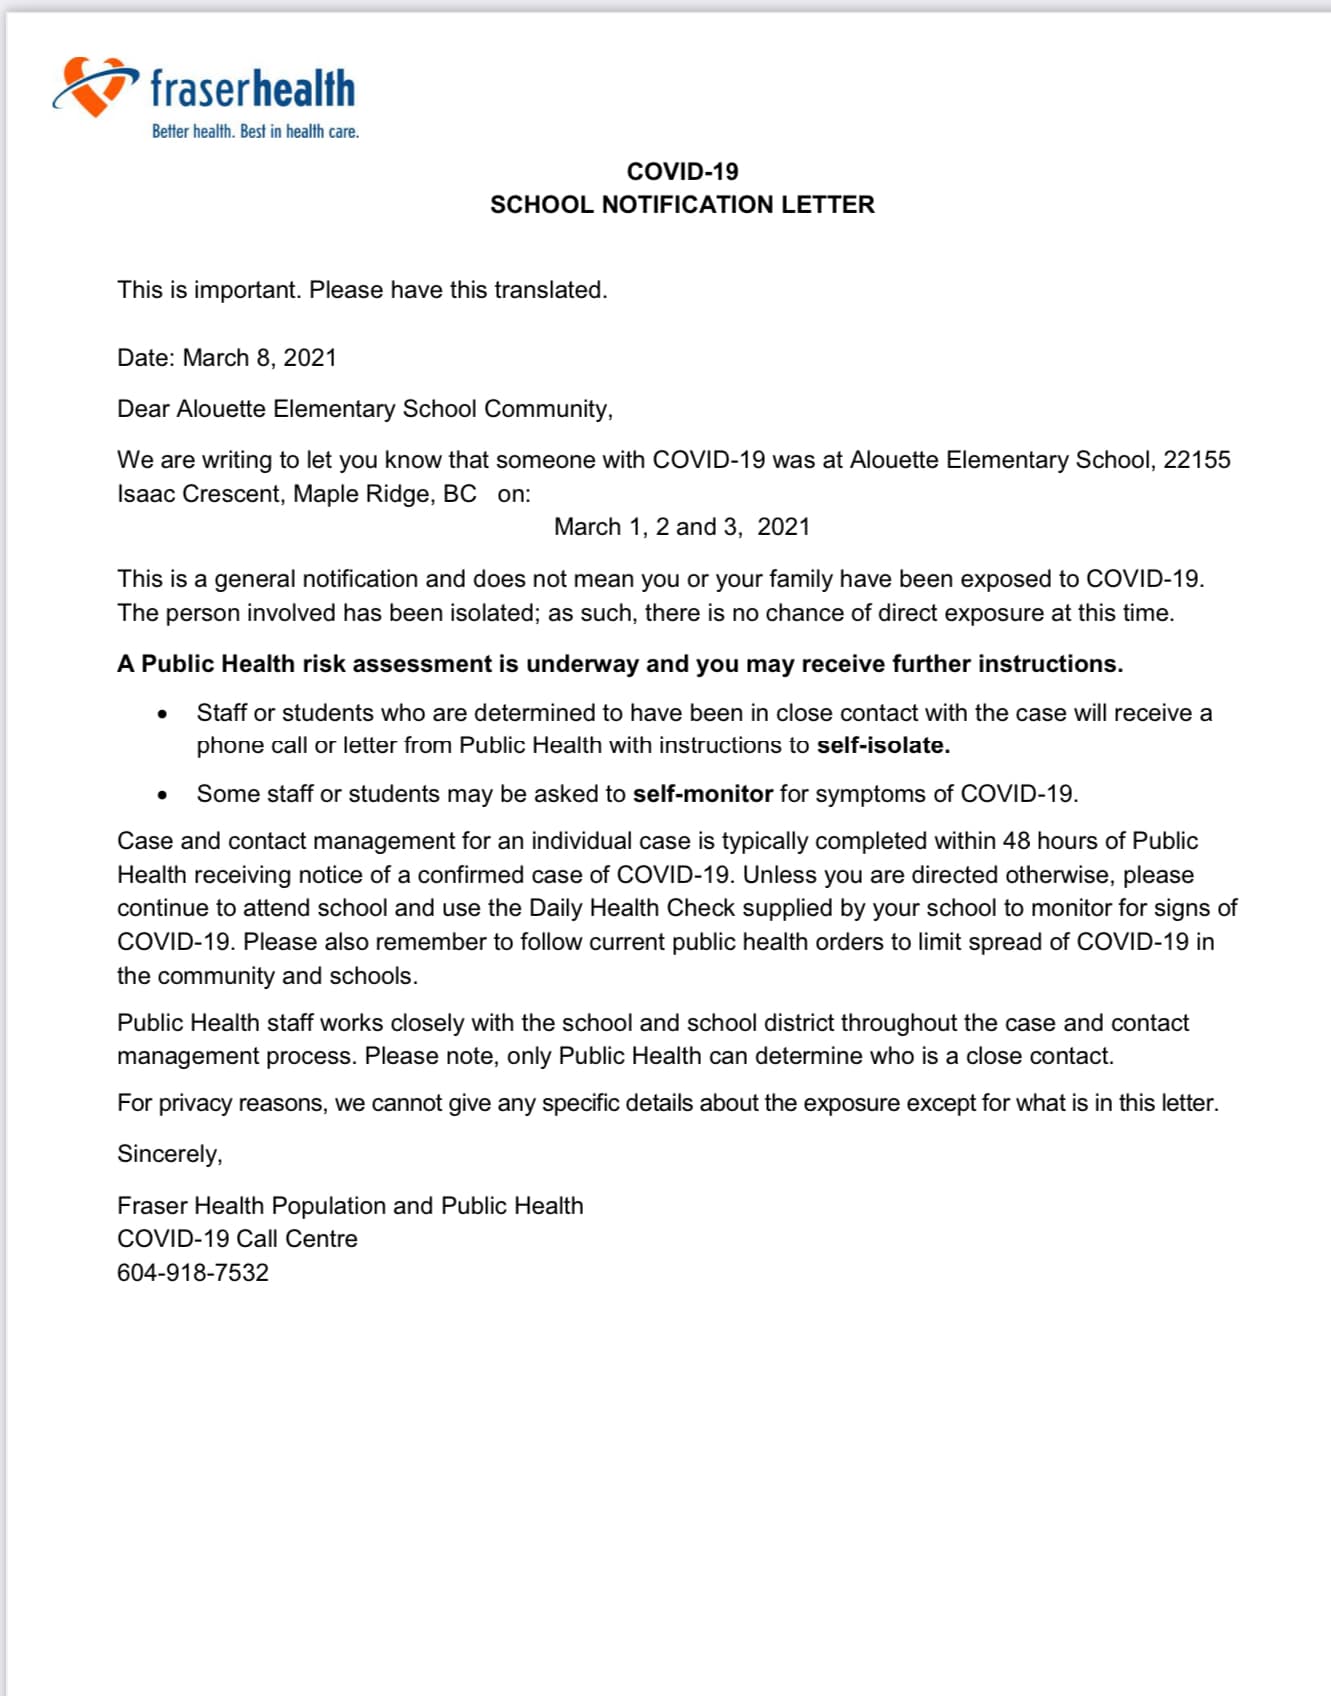 fraserhealth
Better health. Best in health care.
COVID-19
SCHOOL NOTIFICATION LETTER
This is important. Please have this translated.
Date: March 8, 2021
Dear Alouette Elementary School Community,
We are writing to let you know that someone with COVID-19 was at Alouette Elementary School, 22155
Isaac Crescent, Maple Ridge, BC   on:
March 1, 2 and 3,  2021
This is a general notification and does not mean you or your family have been exposed to COVID-19.
The person involved has been isolated; as such, there is no chance of direct exposure at this time.
A Public Health risk assessment is underway and you may receive further instructions.
• Staff or students who are determined to have been in close contact with the case will receive a
phone call or letter from Public Health with instructions to self-isolate.
• Some staff or students may be asked to self-monitor for symptoms of COVID-19.
Case and contact management for an individual case is typically completed within 48 hours of Public
Health receiving notice of a confirmed case of COVID-19. Unless you are directed otherwise, please
continue to attend school and use the Daily Health Check supplied by your school to monitor for signs of
COVID-19. Please also remember to follow current public health orders to limit spread of COVID-19 in
the community and schools.
Public Health staff works closely with the school and school district throughout the case and contact
management process. Please note, only Public Health can determine who is a close contact.
For privacy reasons, we cannot give any specific details about the exposure except for what is in this letter.
Sincerely,
Fraser Health Population and Public Health
COVID-19 Call Centre
604-918-7532